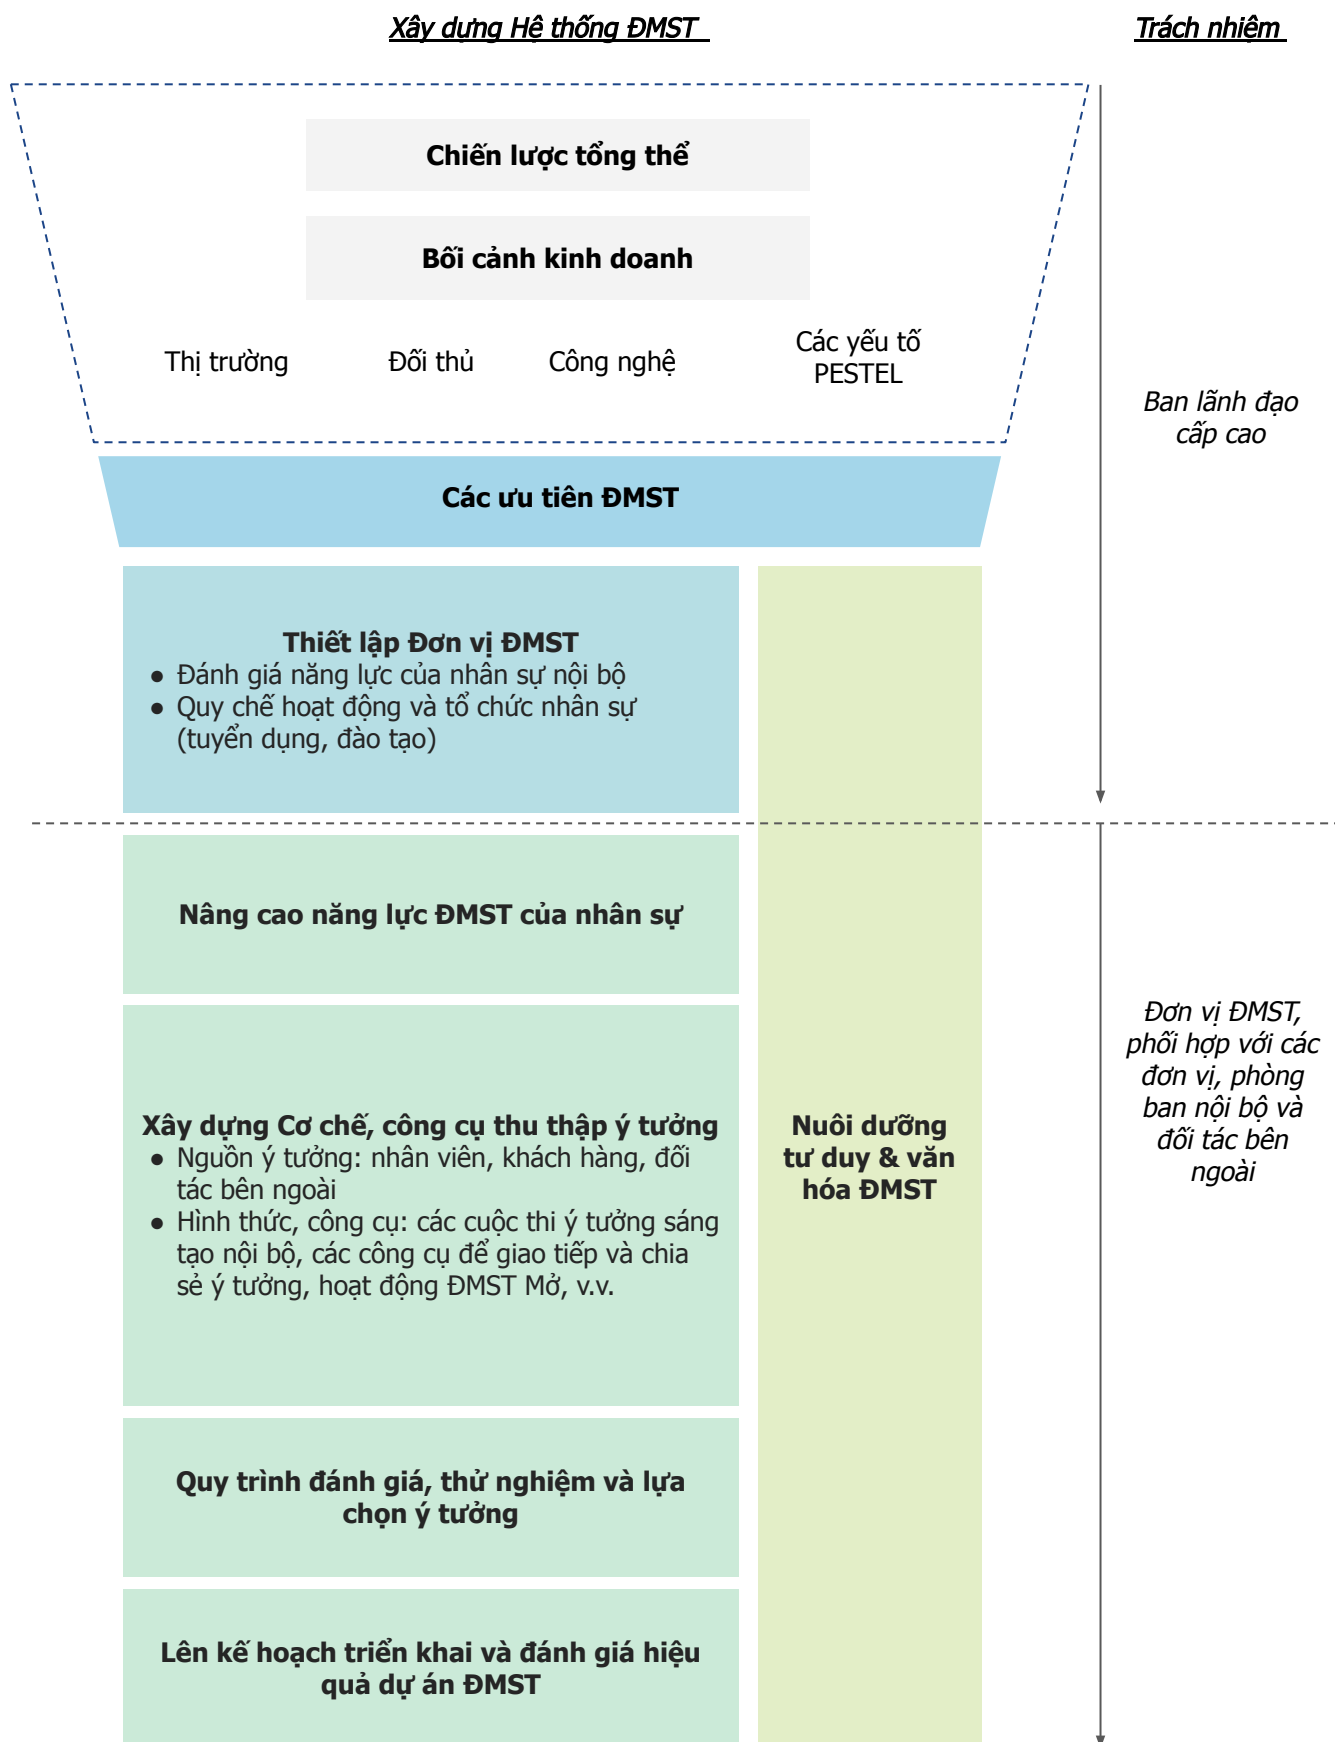 Xây dựng Hệ thống ĐMST
Trách nhiệm
Chiến lược tổng thể
Bối cảnh kinh doanh
Thị trường
Đối thủ
Công nghệ
Các yếu tố
PESTEL
Ban lãnh đạo
cấp cao
Các ưu tiên ĐMST
Thiết lập Đơn vị ĐMST
● Đánh giá năng lực của nhân sự nội bộ
● Quy chế hoạt động và tổ chức nhân sự
(tuyển dụng, đào tạo)
Nâng cao năng lực ĐMST của nhân sự
Xây dựng Cơ chế, công cụ thu thập ý tưởng
● Nguồn ý tưởng: nhân viên, khách hàng, đối
tác bên ngoài
● Hình thức, công cụ: các cuộc thi ý tưởng sáng
tạo nội bộ, các công cụ để giao tiếp và chia
sẻ ý tưởng, hoạt động ĐMST Mở, v.v.
Nuôi dưỡng
tư duy & văn
hóa ĐMST
Đơn vị ĐMST,
phối hợp với các
đơn vị, phòng
ban nội bộ và
đối tác bên
ngoài
Quy trình đánh giá, thử nghiệm và lựa
chọn ý tưởng
Lên kế hoạch triển khai và đánh giá hiệu
quả dự án ĐMST